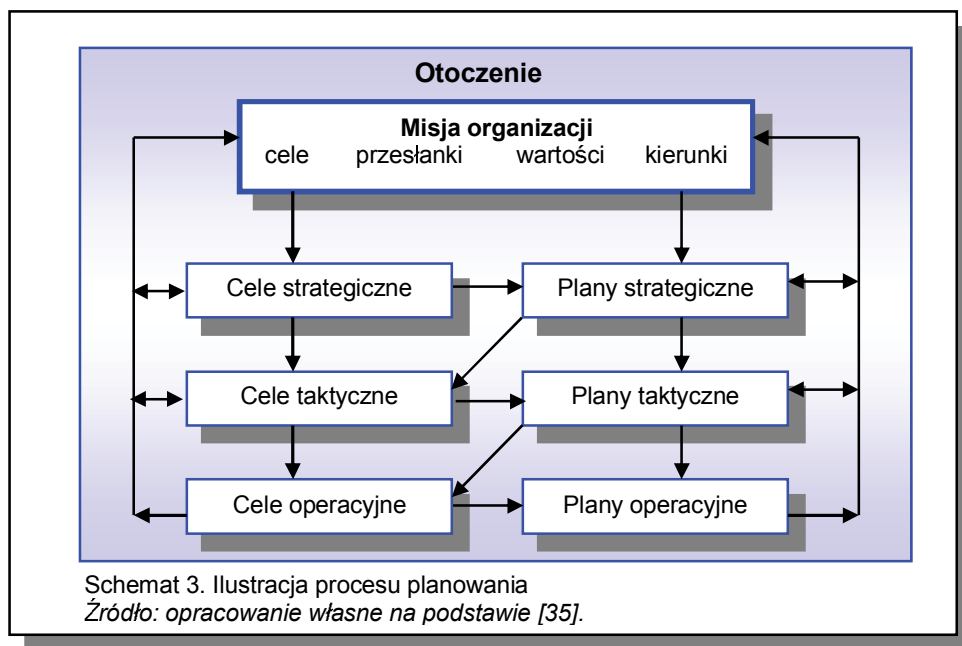 Otoczenie
Misja organizacji
cele przesłanki wartości kierunki
Cele strategiczne Plany strategiczne
Cele taktyczne Plany taktyczne
Cele operacyjne Plany operacyjne
Schemat 3. Ilustracja procesu planowania
Źródło: opracowanie własne na podstawie [35].